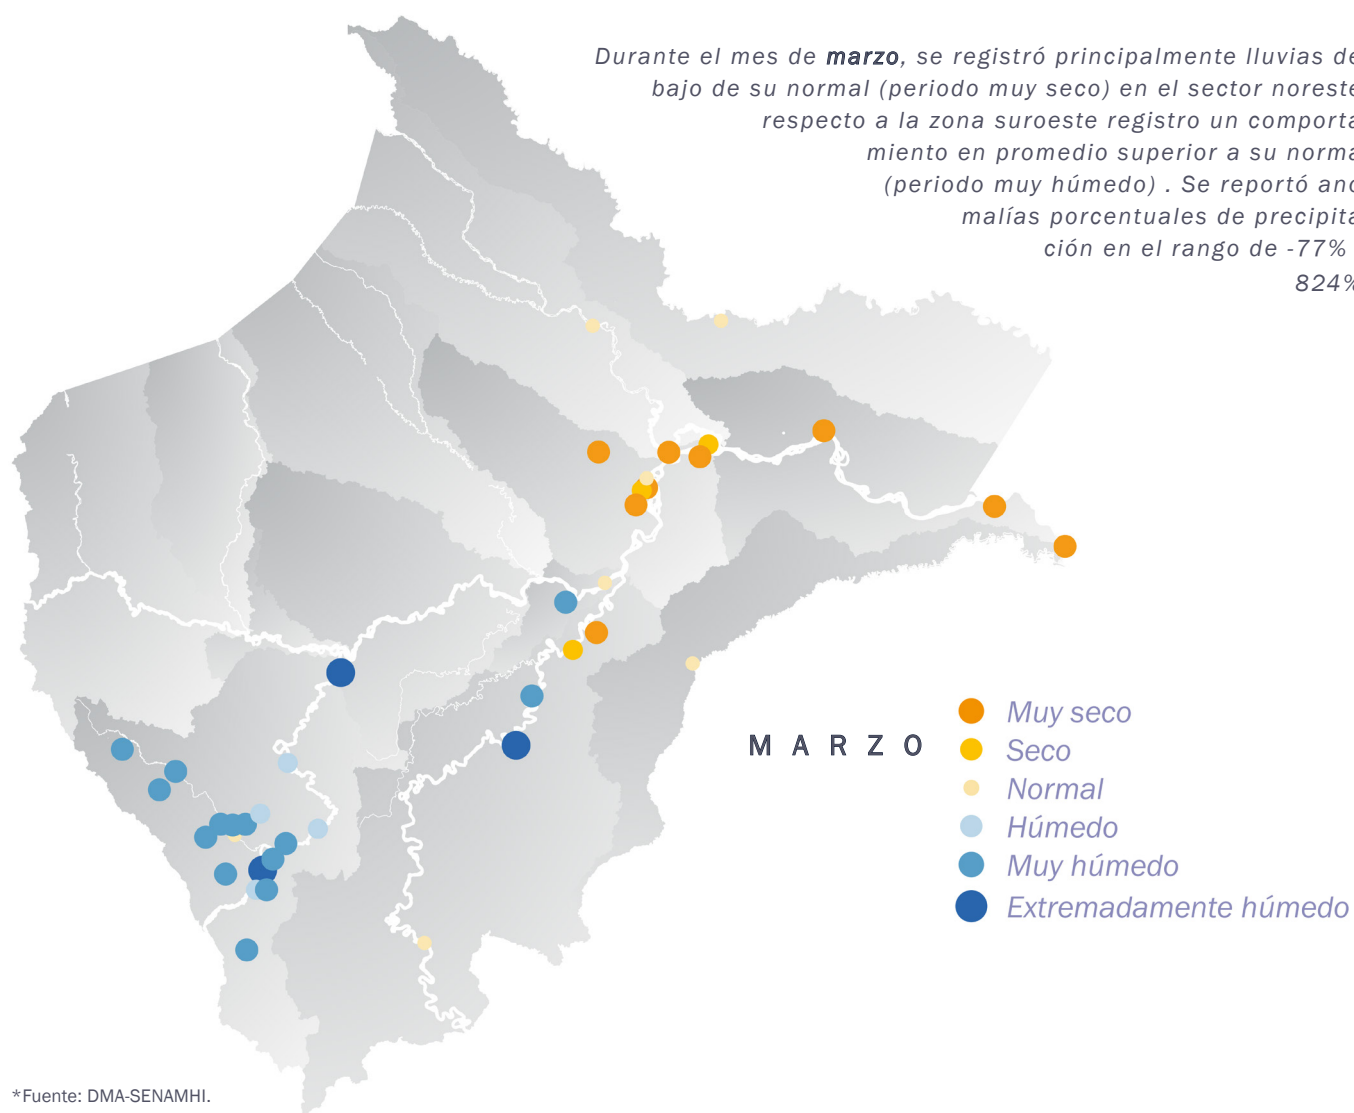 Durante el mes de marzo, se registró principalmente lluvias de
bajo de su normal (periodo muy seco) en el sector noreste
respecto a la zona suroeste registro un comporta
miento en promedio superior a su norma
(periodo muy húmedo) . Se reportó ano
malías porcentuales de precipita
ción en el rango de -77%
824%
MARZO
Muy seco
Seco
Normal
Húmedo
Muy húmedo
Extremadamente húmedo
*Fuente: DMA-SENAMHI.